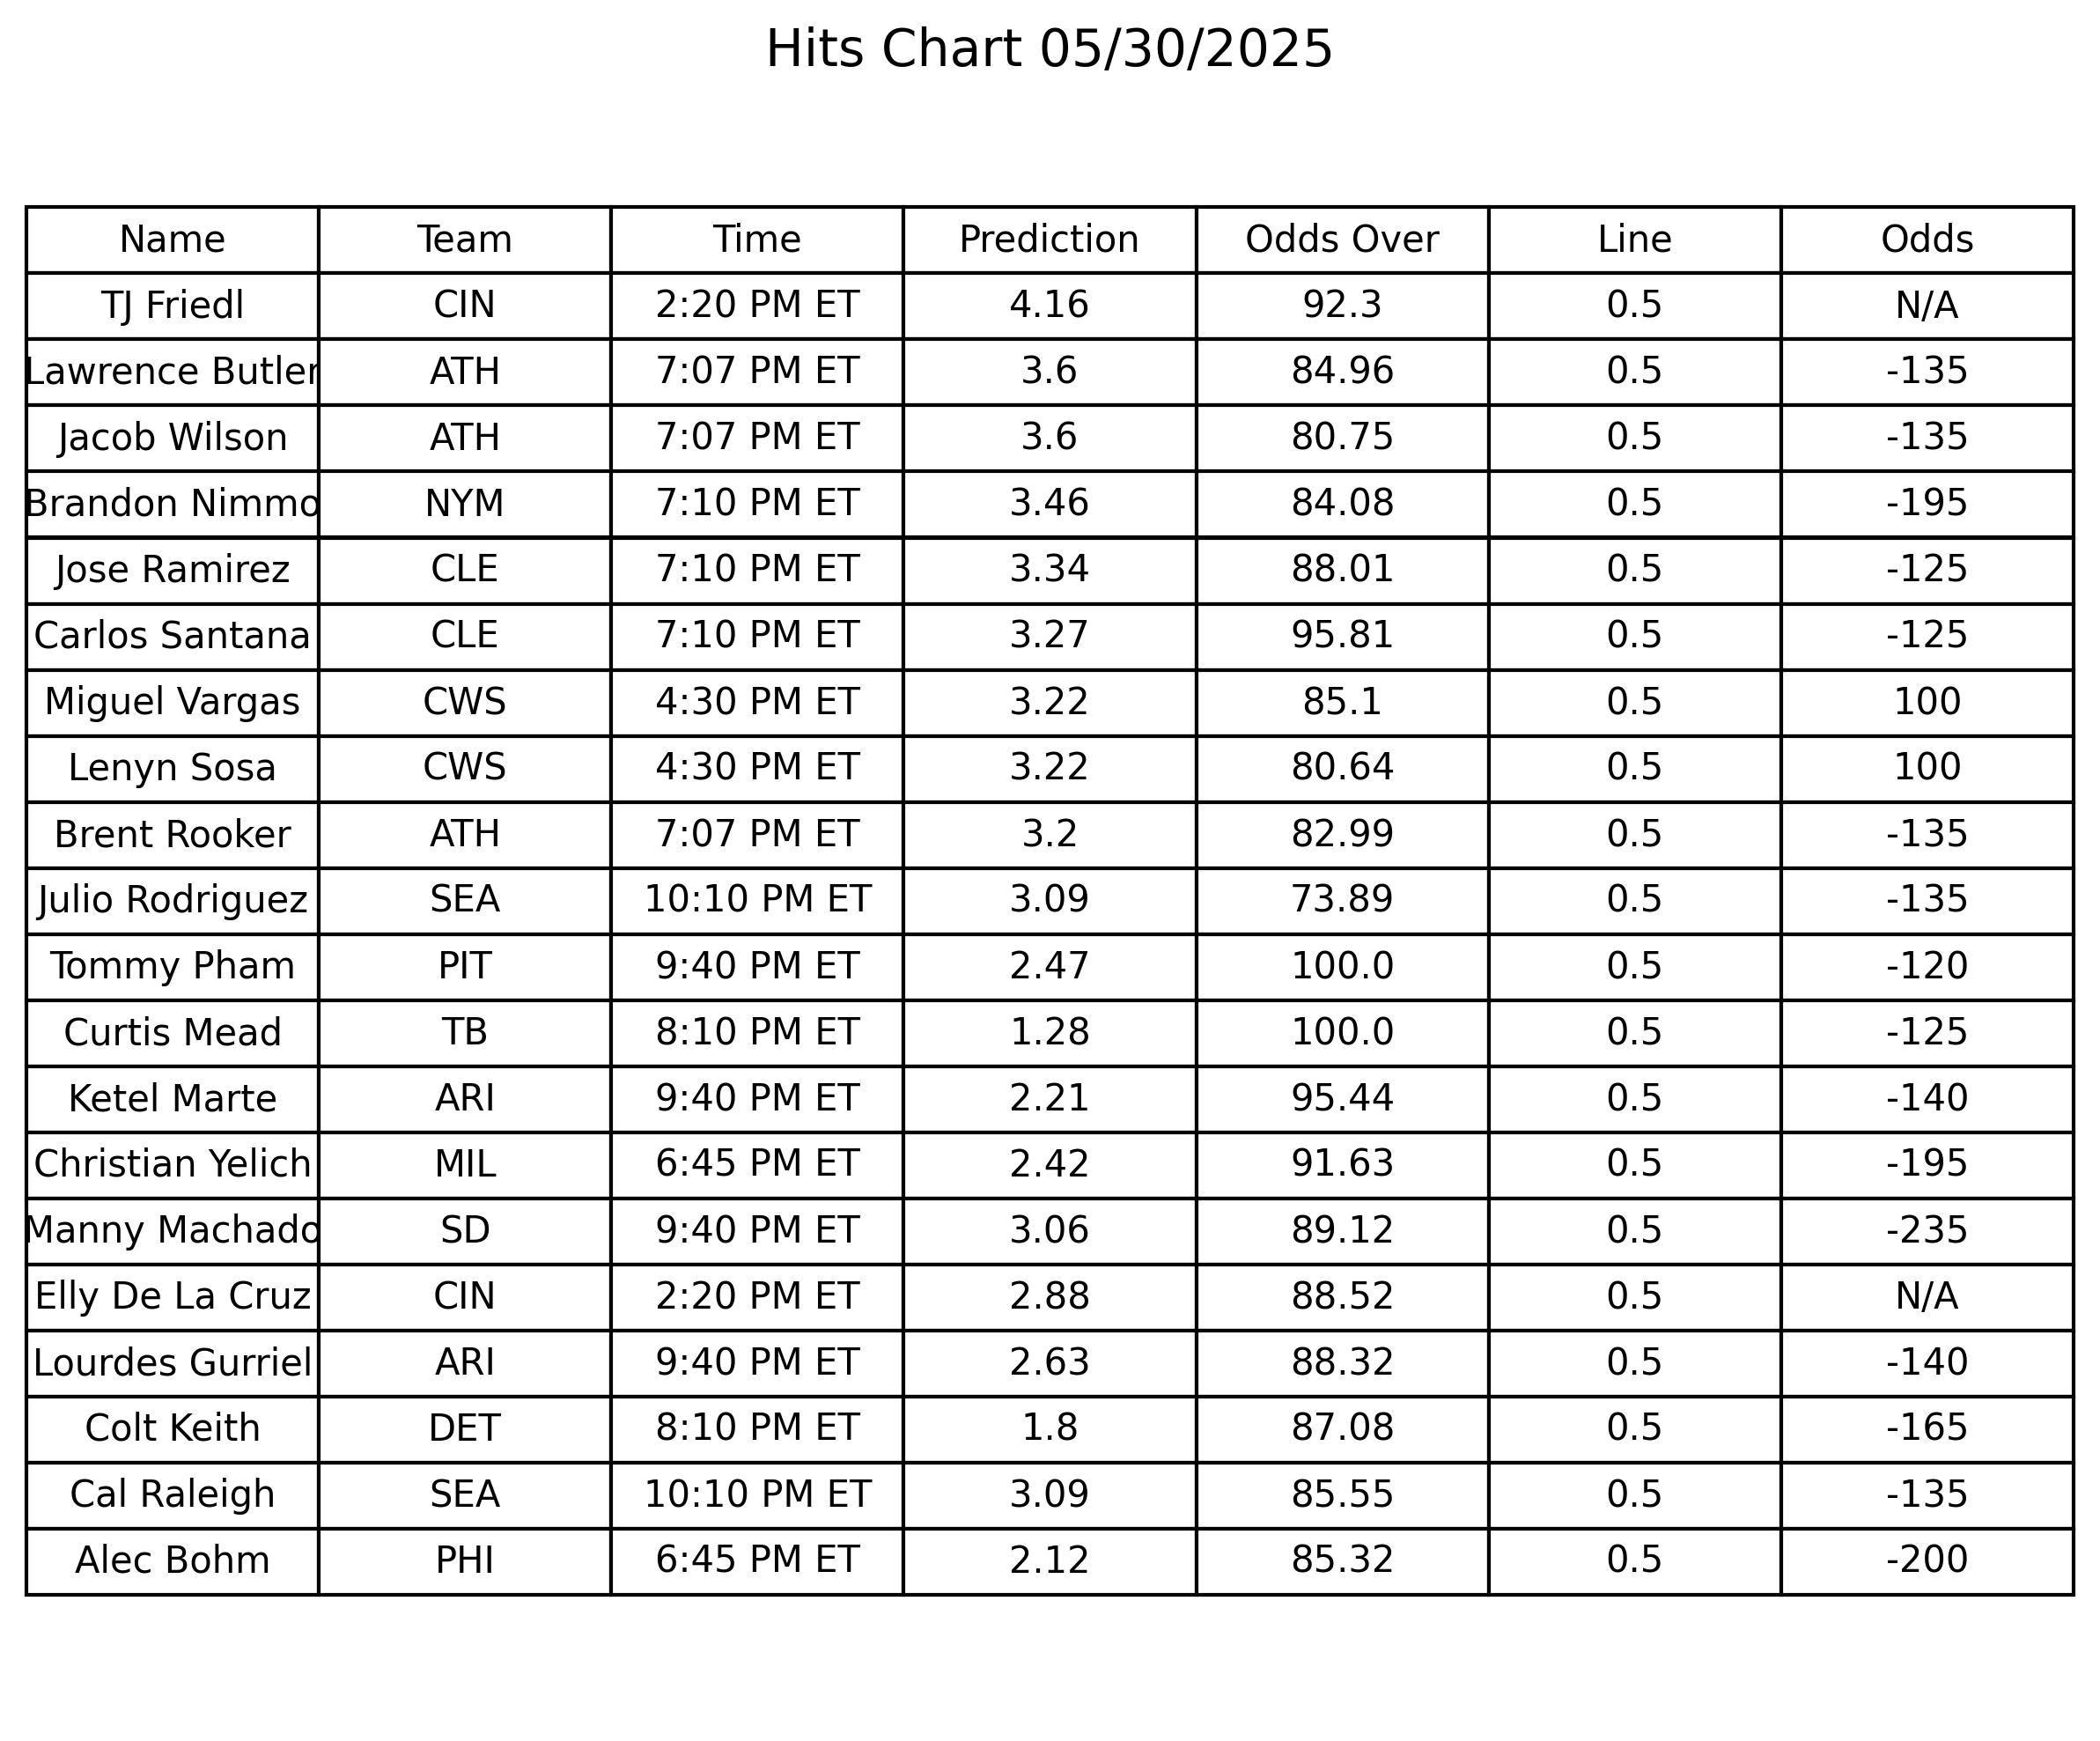 Hits Chart 05/30/2025
Name Team Time Prediction Odds Over Line Odds
TJ Friedl CIN 2:20 PM ET 4.16 92.3 0.5 N/A
Lawrence Butler ATH 7:07 PM ET 3.6 84.96 0.5 -135
Jacob Wilson ATH 7:07 PM ET 3.6 80.75 0.5 -135
Brandon Nimmo NYM 7:10 PM ET 3.46 84.08 0.5 -195
Jose Ramirez CLE 7:10 PM ET 3.34 88.01 0.5 -125
Carlos Santana CLE 7:10 PM ET 3.27 95.81 0.5 -125
Miguel Vargas CWS 4:30 PM ET 3.22 85.1 0.5 100
Lenyn Sosa CWS 4:30 PM ET 3.22 80.64 0.5 100
Brent Rooker ATH 7:07 PM ET 3.2 82.99 0.5 -135
Julio Rodriguez SEA 10:10 PM ET 3.09 73.89 0.5 -135
Tommy Pham PIT 9:40 PM ET 2.47 100.0 0.5 -120
Curtis Mead TB 8:10 PM ET 1.28 100.0 0.5 -125
Ketel Marte ARI 9:40 PM ET 2.21 95.44 0.5 -140
Christian Yelich MIL 6:45 PM ET 2.42 91.63 0.5 -195
Manny Machado SD 9:40 PM ET 3.06 89.12 0.5 -235
Elly De La Cruz CIN 2:20 PM ET 2.88 88.52 0.5 N/A
Lourdes Gurriel ARI 9:40 PM ET 2.63 88.32 0.5 -140
Colt Keith DET 8:10 PM ET 1.8 87.08 0.5 -165
Cal Raleigh SEA 10:10 PM ET 3.09 85.55 0.5 -135
Alec Bohm PHI 6:45 PM ET 2.12 85.32 0.5 -200